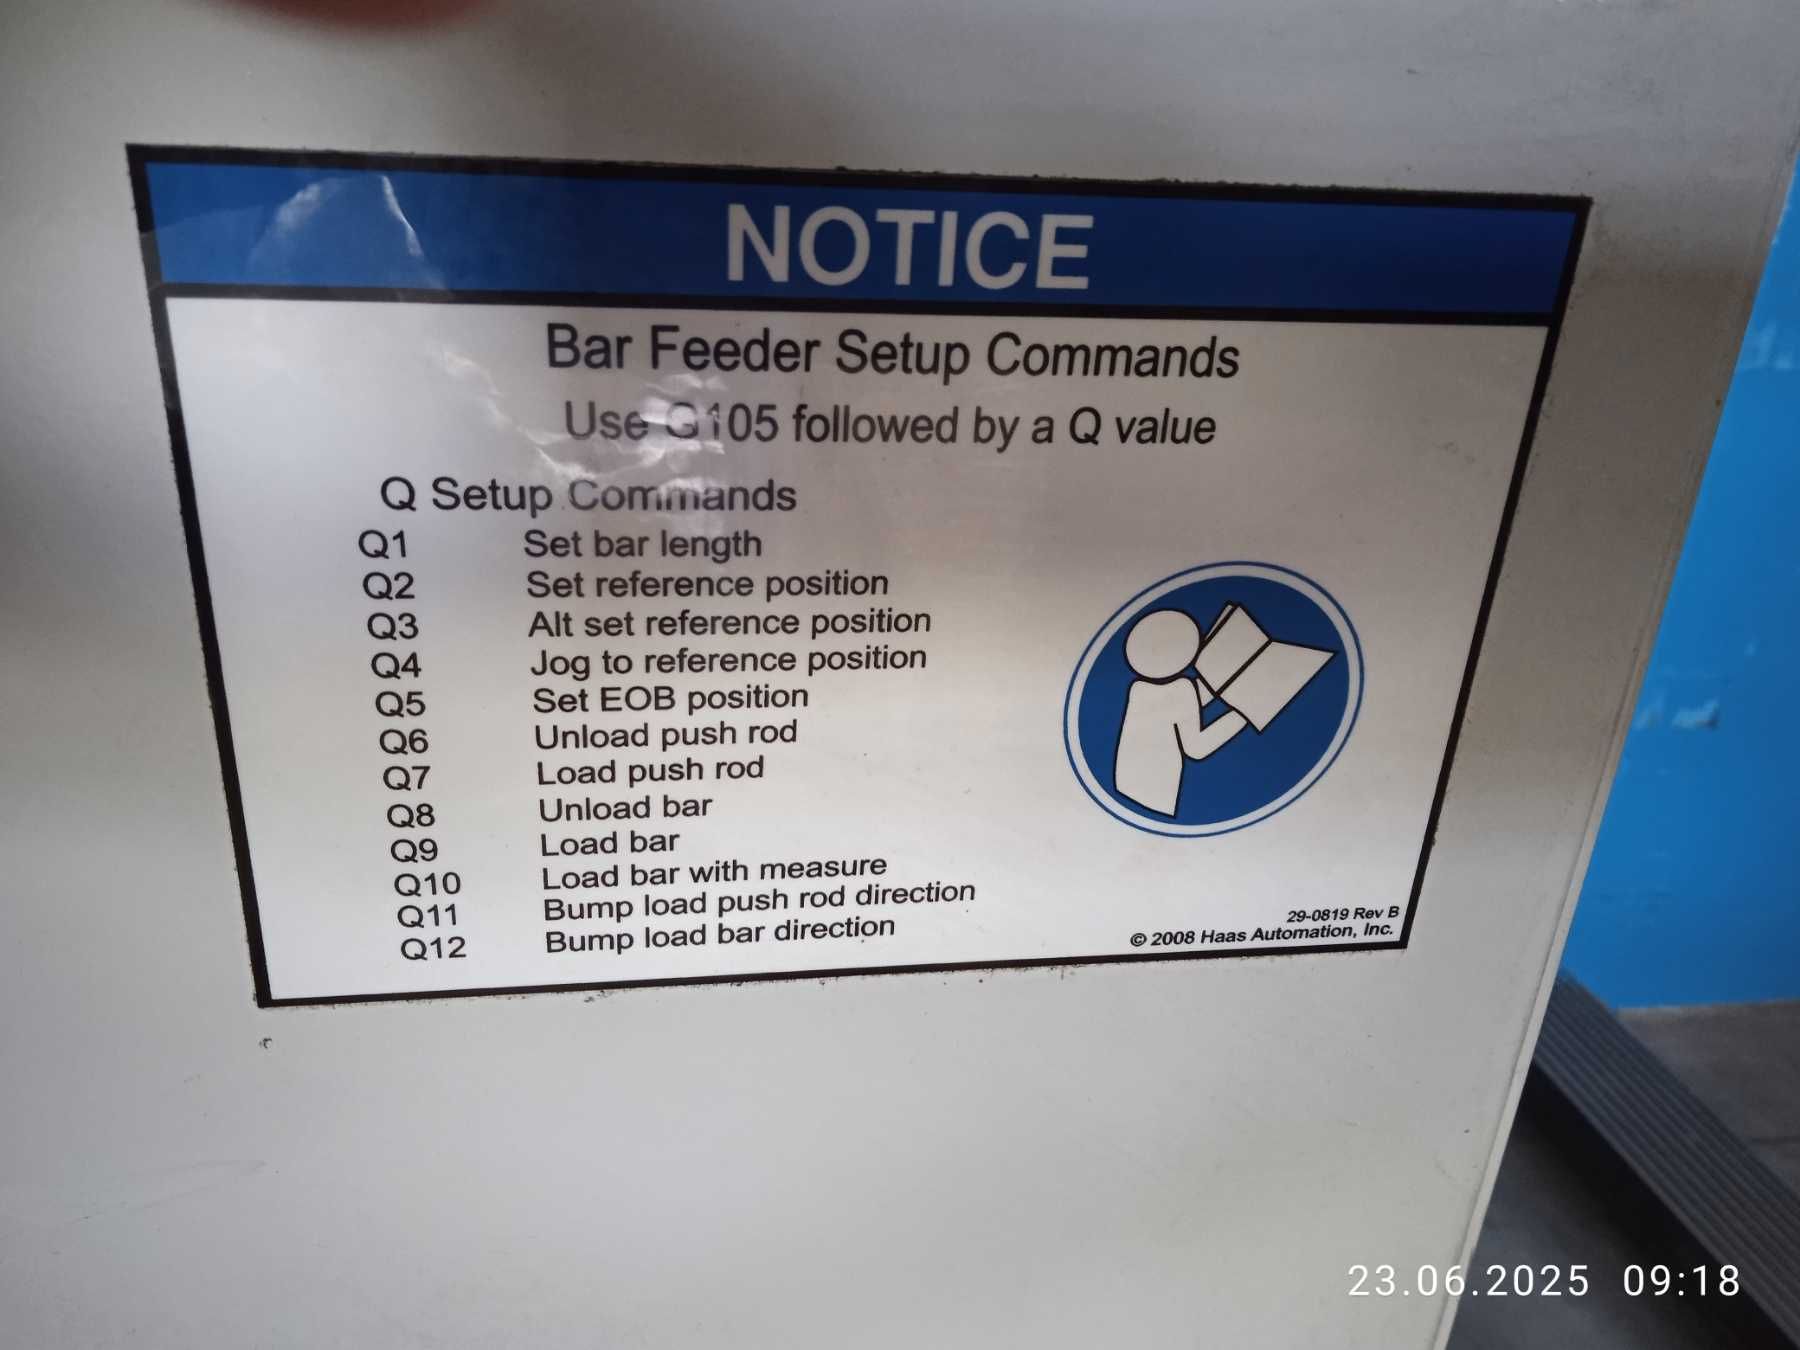 NOTICE
Bar Feeder Setup Commands
Use G105 followed by a Q value
Q Setup Commands
Q1 Set bar length
Q2 Set reference position
Q3 Alt set reference position
Q4 Jog to reference position
Q5 Set EOB position
Q6 Unload push rod
Q7 Load push rod
Q8 Unload bar
Q9 Load bar
Q10 Load bar with measure
Q11 Bump load push rod direction
Q12 Bump load bar direction
29-0819 Rev B
© 2008 Haas Automation, Inc.
23.06.2025 09:18